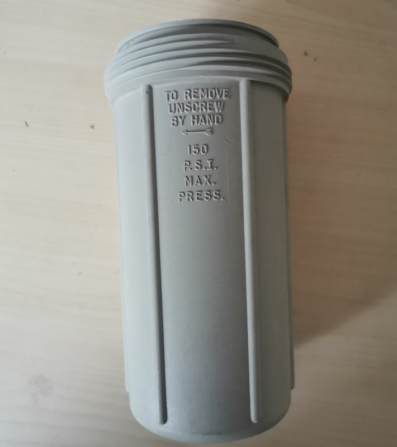 TO REMOVE
UNSCREW
BY HAND
150
P.S.I.
MAX.
PRESS.